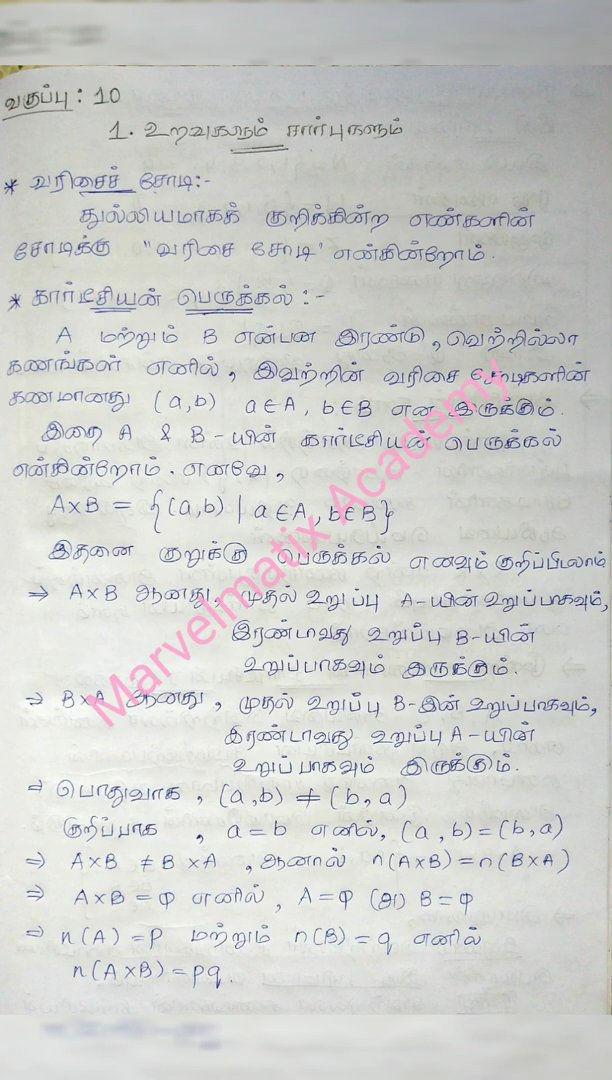 வகுப்பு : 10
1. உறவுகளும் சார்புகளும்
* வரிசைச் சோடி:-
துல்லியமாகக் குறிக்கின்ற எண்களின்
சோடிக்கு "வரிசை சோடி' என்கின்றோம்.
* கார்டீசியன் பெருக்கல் :-
A மற்றும் B என்பன இரண்டு, வெற்றில்லா
கணங்கள் எனில், இவற்றின் வரிசை சோடிகளின்
கணமானது (a,b) a∈A, b∈B என இருக்கும்.
இதை A & B-யின் கார்டீசியன் பெருக்கல்
என்கின்றோம். எனவே,
A×B = {(a,b) | a∈A, b∈B}
இதனை குறுக்கு பெருக்கல் எனவும் குறிப்பிடலாம்
⇒ A×B ஆனது, முதல் உறுப்பு A-யின் உறுப்பாகவும்,
இரண்டாவது உறுப்பு B-யின்
உறுப்பாகவும் இருக்கும்.
⇒ B×A ஆனது, முதல் உறுப்பு B-இன் உறுப்பாகவும்,
இரண்டாவது உறுப்பு A-யின்
உறுப்பாகவும் இருக்கும்.
⇒ பொதுவாக, (a,b) ≠ (b,a)
குறிப்பாக, a=b எனில், (a,b)=(b,a)
⇒ A×B ≠ B×A, ஆனால் n(A×B)=n(B×A)
⇒ A×B = φ எனில், A=φ (அ) B=φ
⇒ n(A) = p மற்றும் n(B) = q எனில்
n(A×B)=pq.
Marvelmatix Academy